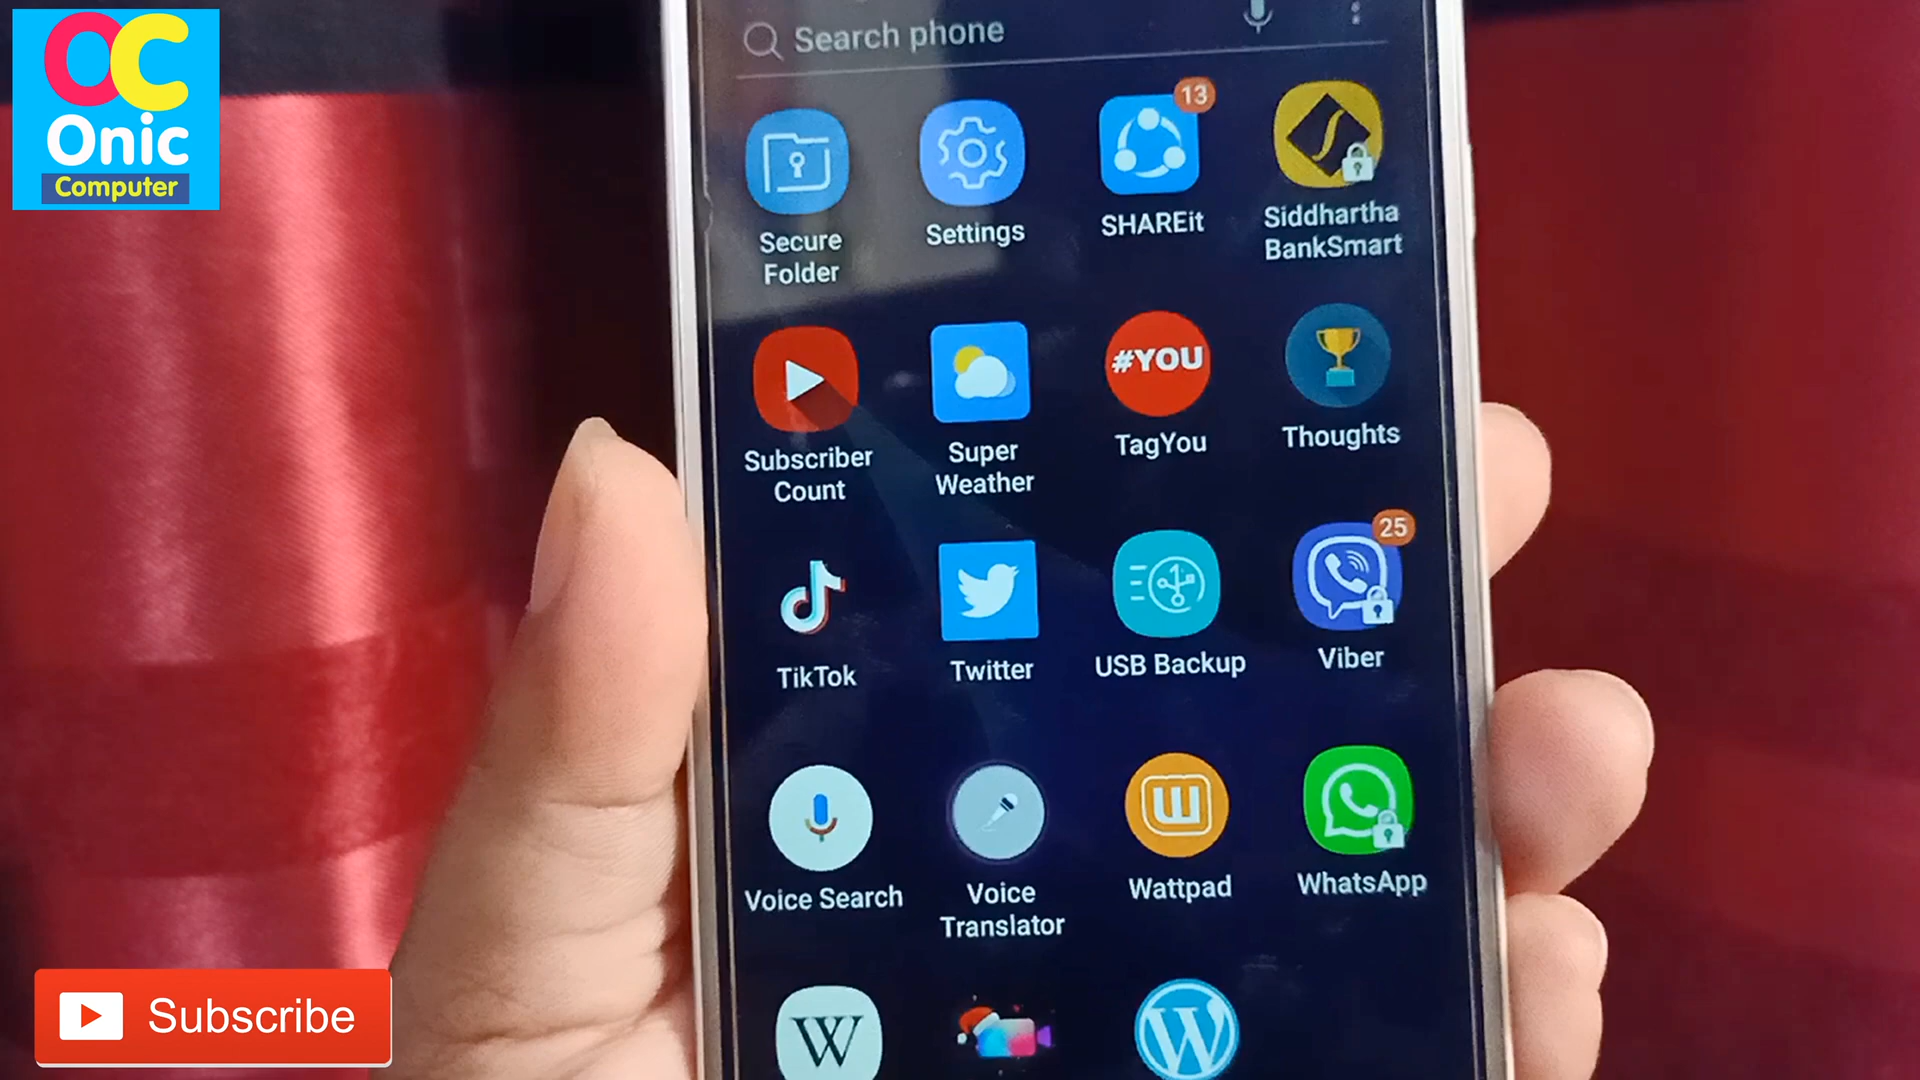 OC
Onic
Computer
Search phone
13
Secure
Folder
Settings
SHAREit
Siddhartha
BankSmart
#YOU
Subscriber
Count
Super
Weather
TagYou
Thoughts
25
TikTok
Twitter
USB Backup
Viber
W
Voice Search
Voice
Translator
Wattpad
WhatsApp
W
W
Subscribe